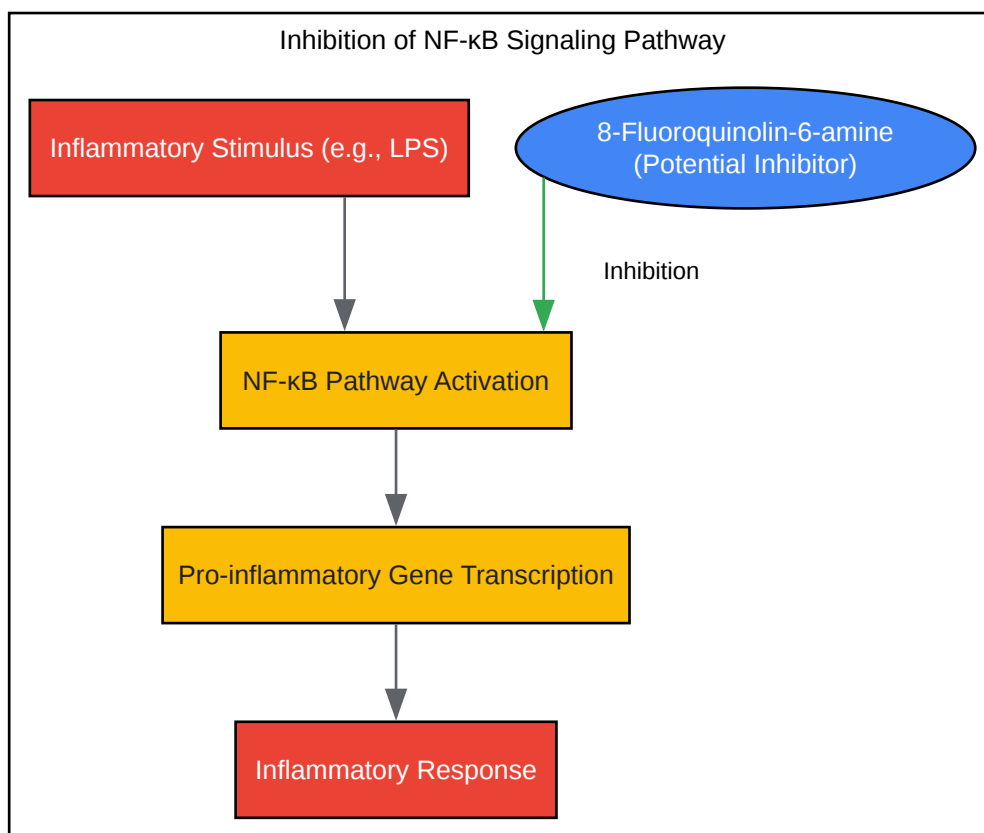 Inhibition of NF-κB Signaling Pathway
Inflammatory Stimulus (e.g., LPS)
8-Fluoroquinolin-6-amine
(Potential Inhibitor)
Inhibition
NF-κB Pathway Activation
Pro-inflammatory Gene Transcription
Inflammatory Response